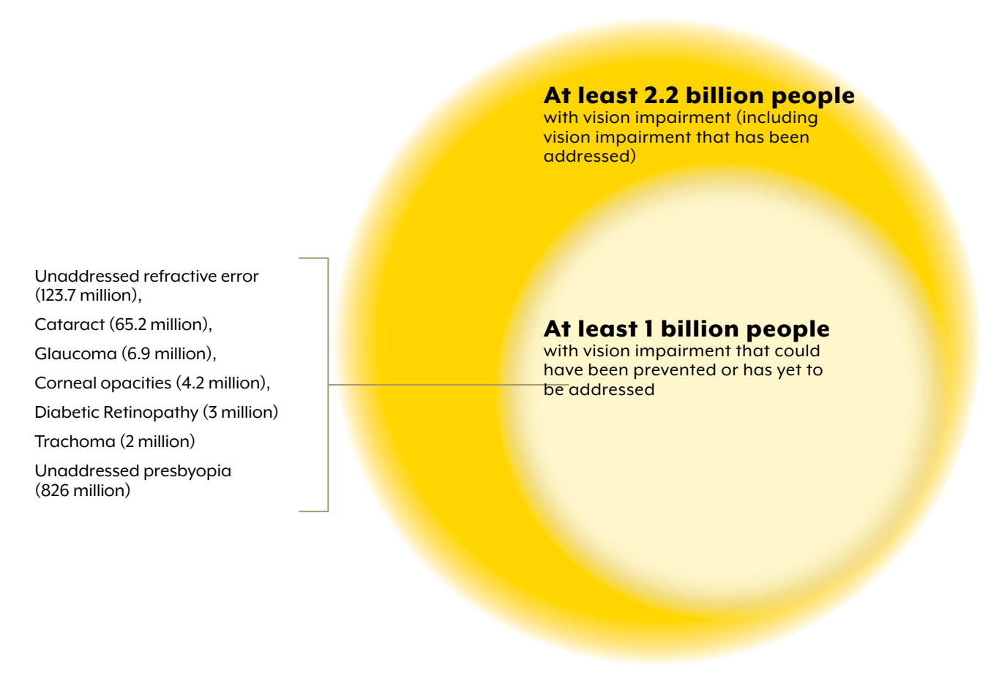 At least 2.2 billion people
with vision impairment (including
vision impairment that has been
addressed)
Unaddressed refractive error
(123.7 million),
Cataract (65.2 million),
Glaucoma (6.9 million),
Corneal opacities (4.2 million),
Diabetic Retinopathy (3 million)
Trachoma (2 million)
Unaddressed presbyopia
(826 million)
At least 1 billion people
with vision impairment that could
have been prevented or has yet to
be addressed